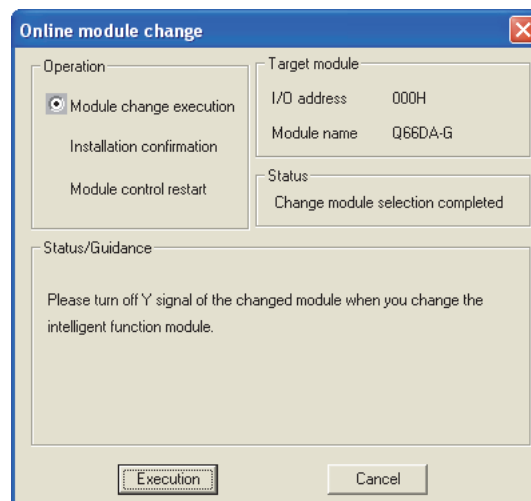 Online module change
Operation
Module change execution
Installation confirmation
Module control restart
Target module
I/O address 000H
Module name Q66DA-G
Status
Change module selection completed
Status/Guidance
Please turn off Y signal of the changed module when you change the
intelligent function module.
Execution
Cancel